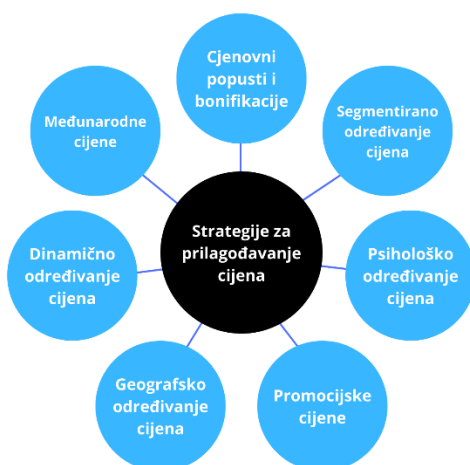 Cjenovni
popusti i
bonifikacije
Segmentirano
određivanje
cijena
Međunarodne
cijene
Strategije za
prilagođavanje
cijena
Dinamično
određivanje
cijena
Psihološko
određivanje
cijena
Geografsko
određivanje
cijena
Promocijske
cijene